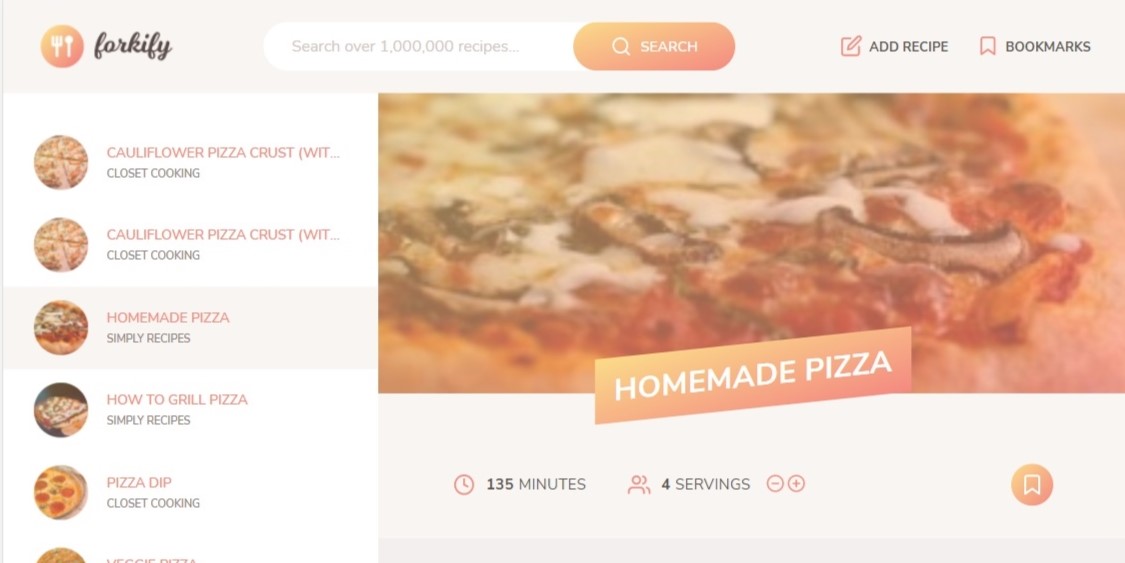 forkify
Search over 1,000,000 recipes...
SEARCH
ADD RECIPE
BOOKMARKS
CAULIFLOWER PIZZA CRUST (WIT...
CLOSET COOKING
CAULIFLOWER PIZZA CRUST (WIT...
CLOSET COOKING
HOMEMADE PIZZA
SIMPLY RECIPES
HOW TO GRILL PIZZA
SIMPLY RECIPES
PIZZA DIP
CLOSET COOKING
VEGGIE PIZZA
HOMEMADE PIZZA
135 MINUTES
4 SERVINGS